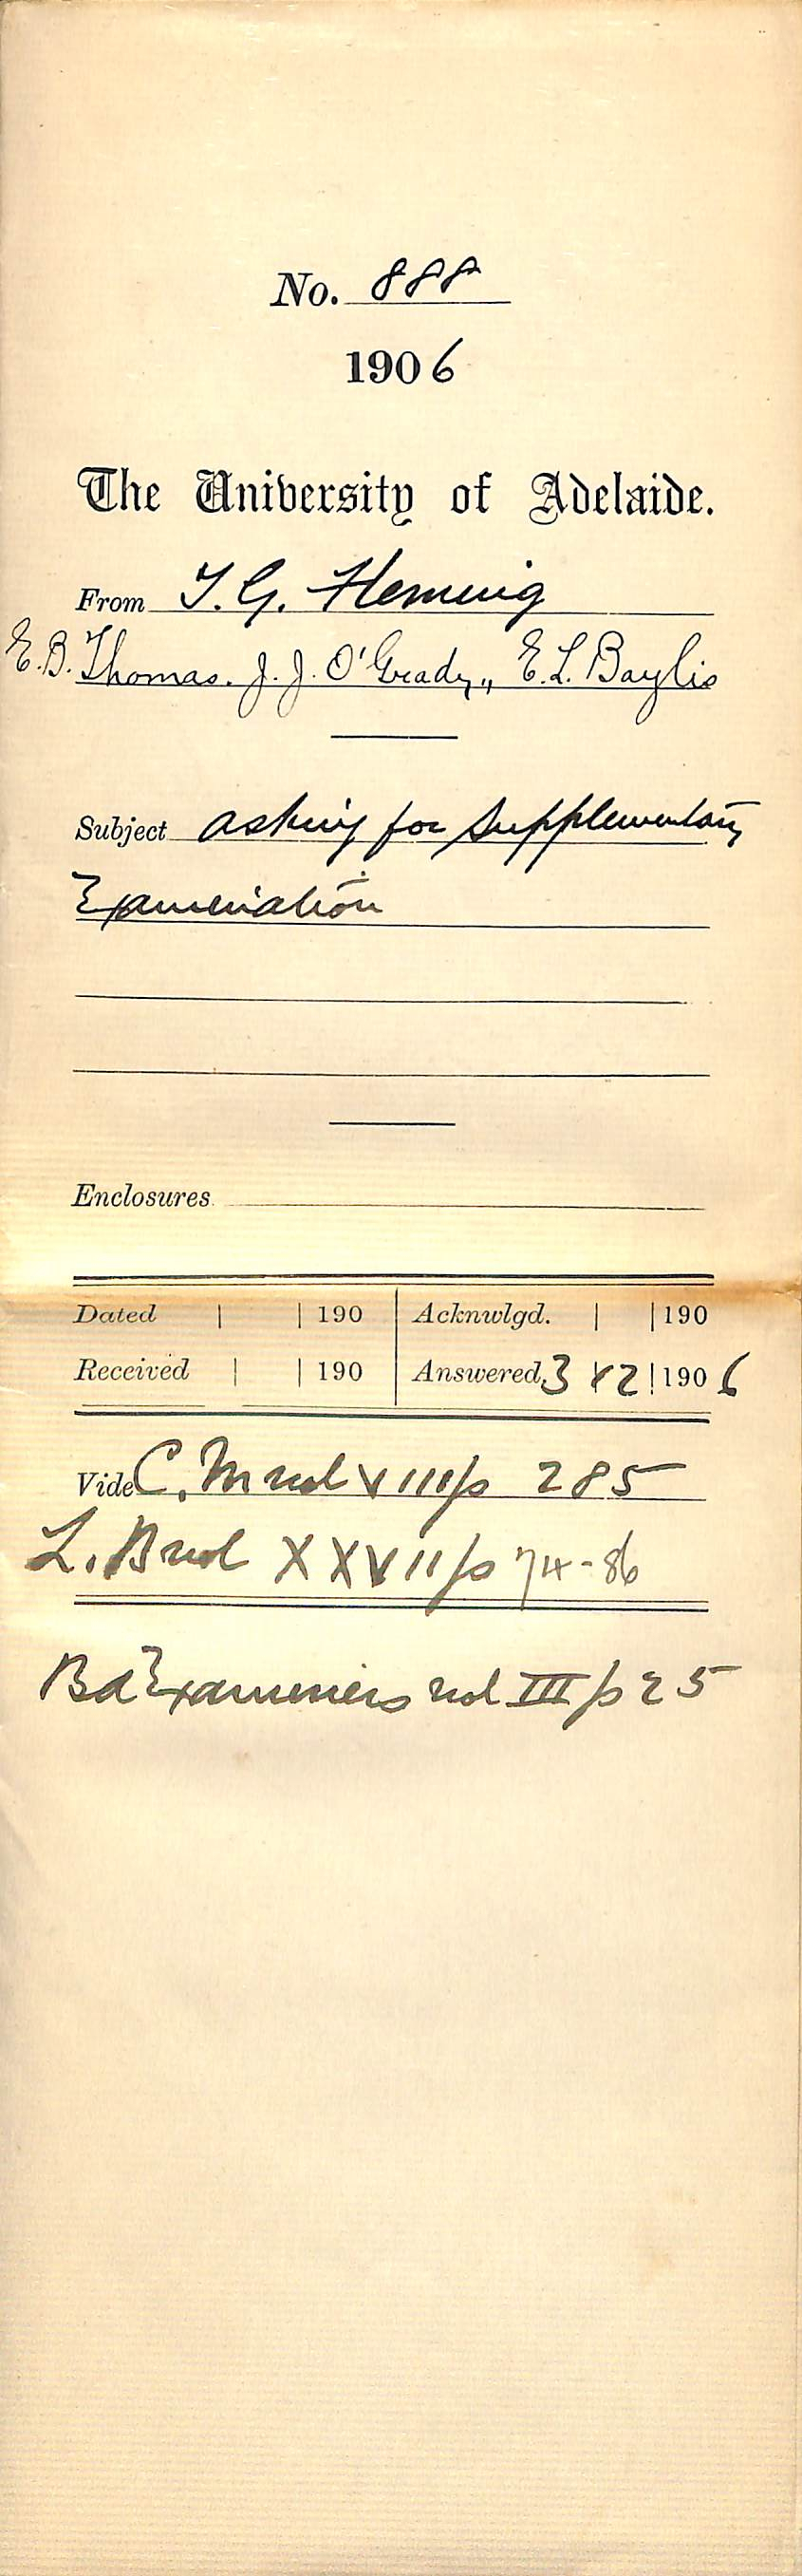 No. 888
1906
The University of Adelaide.
From T. G. Fleming
E.B. Thomas. J. J. O'Grady,, E.L. Baylis
Subject asking for Supplementary
Examination
Enclosures
Dated | | 190 | Acknwlgd. | | 190
Received | | 190 | Answered, 3 12 | 1906
Vide C. M vol VIII/p 285
L. B vol XXVII/p 74-86
Bd Examiners vol III/p 25